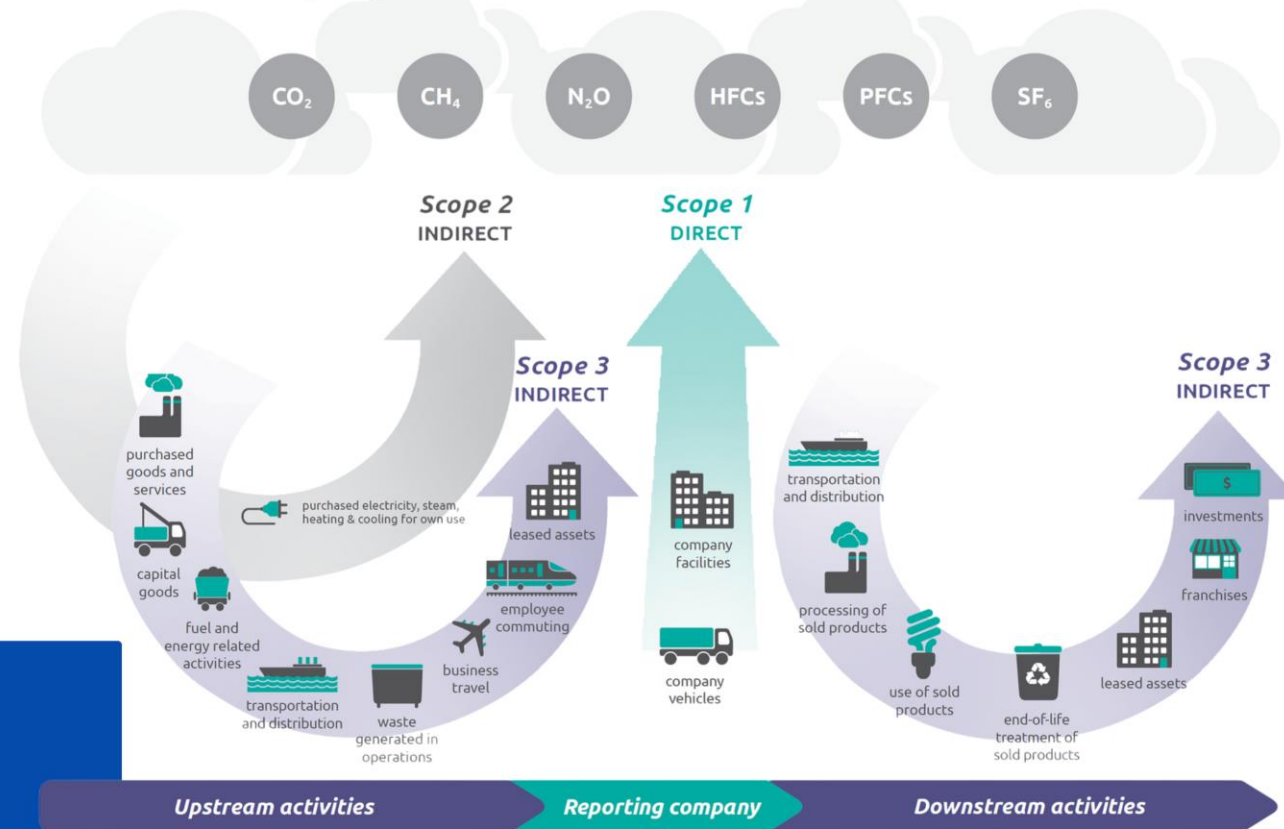 CO₂
CH₄
N₂O
HFCs
PFCs
SF₆
Scope 2
INDIRECT
Scope 1
DIRECT
Scope 3
INDIRECT
Scope 3
INDIRECT
purchased
goods and
services
purchased electricity, steam,
heating & cooling for own use
capital
goods
fuel and
energy related
activities
transportation
and distribution
waste
generated in
operations
business
travel
employee
commuting
leased assets
company
facilities
company
vehicles
transportation
and distribution
processing of
sold products
use of sold
products
end-of-life
treatment of
sold products
leased assets
franchises
$
investments
Upstream activities
Reporting company
Downstream activities